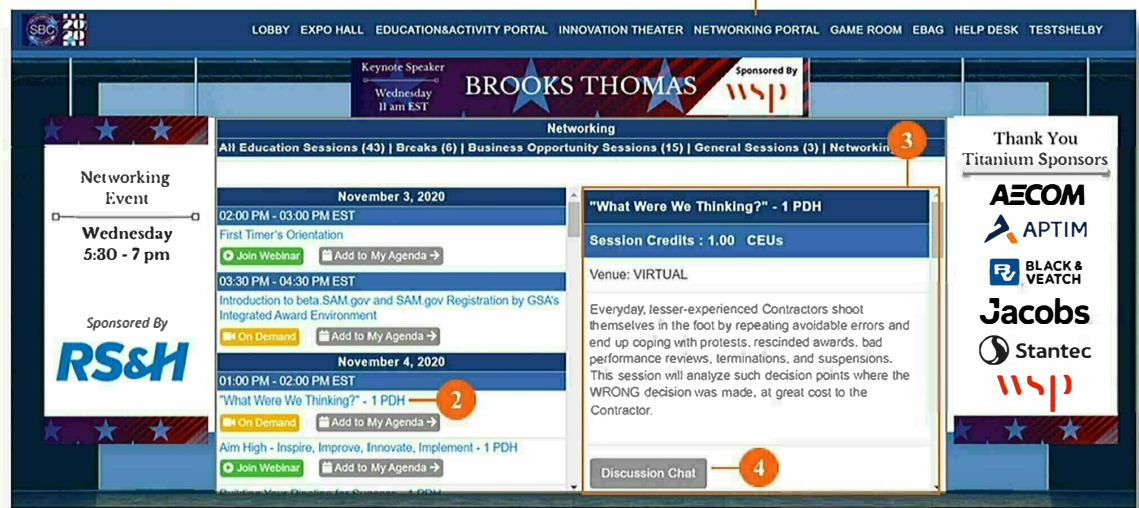 SBC 20 20
LOBBY EXPO HALL EDUCATION&ACTIVITY PORTAL INNOVATION THEATER NETWORKING PORTAL GAME ROOM EBAG HELP DESK TESTSHELBY
Keynote Speaker
Wednesday
11 am EST
BROOKS THOMAS
Sponsored By
wsp
Networking
Event
Wednesday
5:30 - 7 pm
Sponsored By
RS&H
Networking
All Education Sessions (43) | Breaks (6) | Business Opportunity Sessions (15) | General Sessions (3) | Networking
3
November 3, 2020
02:00 PM - 03:00 PM EST
First Timer's Orientation
Join Webinar Add to My Agenda
03:30 PM - 04:30 PM EST
Introduction to beta.SAM.gov and SAM.gov Registration by GSA's
Integrated Award Environment
On Demand Add to My Agenda
November 4, 2020
01:00 PM - 02:00 PM EST
"What Were We Thinking?" - 1 PDH
2
On Demand Add to My Agenda
Aim High - Inspire, Improve, Innovate, Implement - 1 PDH
Join Webinar Add to My Agenda
"What Were We Thinking?" - 1 PDH
Session Credits : 1.00 CEUs
Venue: VIRTUAL
Everyday, lesser-experienced Contractors shoot
themselves in the foot by repeating avoidable errors and
end up coping with protests, rescinded awards, bad
performance reviews, terminations, and suspensions.
This session will analyze such decision points where the
WRONG decision was made, at great cost to the
Contractor.
Discussion Chat
4
Thank You
Titanium Sponsors
AECOM
APTIM
BV BLACK &
VEATCH
Jacobs
Stantec
wsp